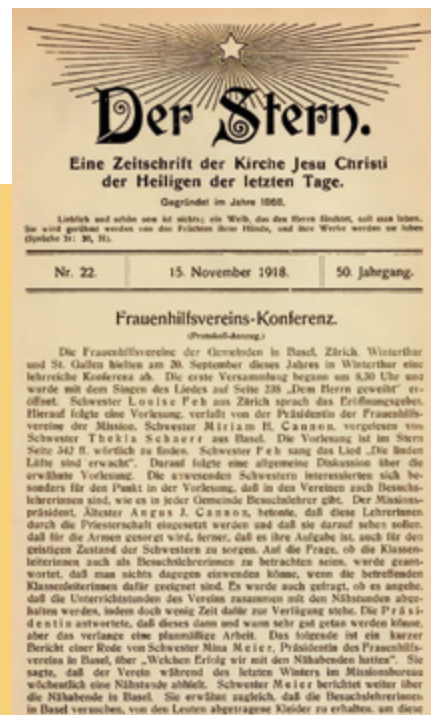 Der Stern.
Eine Zeitschrift der Kirche Jesu Christi
der Heiligen der letzten Tage.
Gegründet im Jahre 1868.
Lieblich und schön sein ist nichts; ein Weib, das den Herrn fürchtet, soll man loben.
Sie wird gerühmt werden von den Früchten ihrer Hände, und ihre Werke werden sie loben
(Sprüche 31: 30, 31).
Nr. 22.
15. November 1918.
50. Jahrgang.
Frauenhilfsvereins-Konferenz.
(Protokoll-Auszug.)
Die Frauenhilfsvereine der Gemeinden in Basel, Zürich, Winterthur
und St. Gallen hielten am 20. September dieses Jahres in Winterthur eine
lehrreiche Konferenz ab. Die erste Versammlung begann um 8,30 Uhr und
wurde mit dem Singen des Liedes auf Seite 238 „Dem Herrn geweiht“ er-
öffnet. Schwester Louise Feh aus Zürich sprach das Eröffnungsgebet.
Hierauf folgte eine Vorlesung, verfaßt von der Präsidentin der Frauenhilfs-
vereine der Mission, Schwester Miriam H. Cannon, vorgelesen von
Schwester Thekla Schaerr aus Basel. Die Vorlesung ist im Stern
Seite 342 ff. wörtlich zu finden. Schwester Feh sang das Lied „Die linden
Lüfte sind erwacht“. Darauf folgte eine allgemeine Diskussion über die
erwähnte Vorlesung. Die anwesenden Schwestern interessierten sich be-
sonders für den Punkt in der Vorlesung, daß in den Vereinen auch Besuchs-
lehrerinnen sind, wie es in jeder Gemeinde Besuchslehrer gibt. Der Missions-
präsident, Ältester Angus J. Cannon, betonte, daß diese Lehrerinnen
durch die Priesterschaft eingesetzt werden und daß sie darauf sehen sollen,
daß für die Armen gesorgt wird, ferner, daß es ihre Aufgabe ist, auch für den
geistigen Zustand der Schwestern zu sorgen. Auf die Frage, ob die Klassen-
leiterinnen auch als Besuchslehrerinnen zu betrachten seien, wurde geant-
wortet, daß man nichts dagegen einwenden könne, wenn die betreffenden
Klassenleiterinnen dafür geeignet sind. Es wurde auch gefragt, ob es angehe,
daß die Unterrichtsstunden des Vereins zusammen mit den Nähstunden abge-
halten werden, indem doch wenig Zeit dafür zur Verfügung stehe. Die Präsi-
dentin antwortete, daß dieses dann und wann sehr gut getan werden könne,
aber das verlange eine planmäßige Arbeit. Das folgende ist ein kurzer
Bericht einer Rede von Schwester Mina Meier, Präsidentin des Frauenhilfs-
vereins in Basel, über „Welchen Erfolg wir mit den Nähabenden hatten“. Sie
sagte, daß der Verein während des letzten Winters im Missionsbureau
wöchentlich eine Nähstunde abhielt. Schwester Meier berichtet weiter über
die Nähabende in Basel. Sie erwähnt zugleich, daß die Besuchslehrerinnen
in Basel versuchen, von den Leuten abgetragene Kleider zu erhalten, um diese